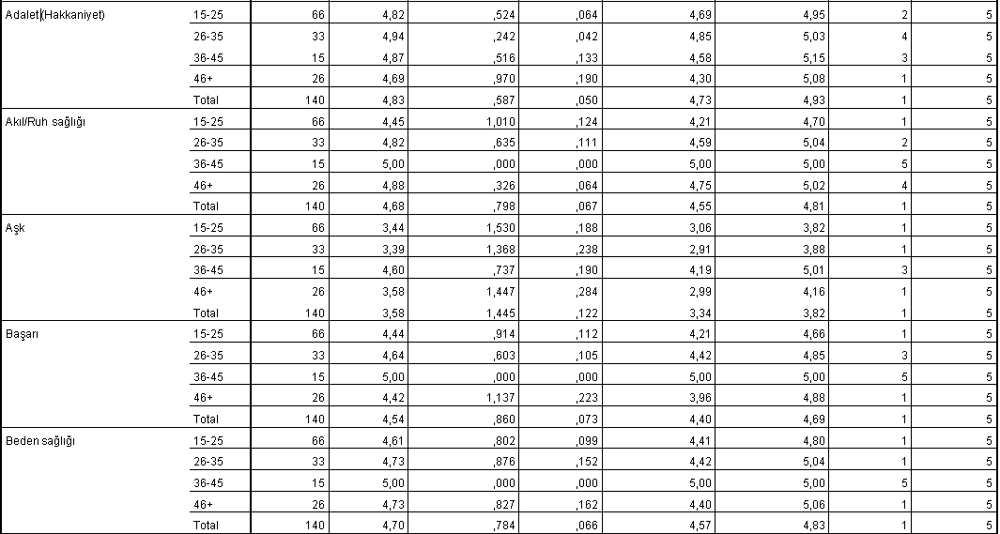 Adalet(Hakkaniyet) 15-25 66 4,82 ,524 ,064 4,69 4,95 2 5
26-35 33 4,94 ,242 ,042 4,85 5,03 4 5
36-45 15 4,87 ,516 ,133 4,58 5,15 3 5
46+ 26 4,69 ,970 ,190 4,30 5,08 1 5
Total 140 4,83 ,587 ,050 4,73 4,93 1 5
Akıl/Ruh sağlığı 15-25 66 4,45 1,010 ,124 4,21 4,70 1 5
26-35 33 4,82 ,635 ,111 4,59 5,04 2 5
36-45 15 5,00 ,000 ,000 5,00 5,00 5 5
46+ 26 4,88 ,326 ,064 4,75 5,02 4 5
Total 140 4,68 ,798 ,067 4,55 4,81 1 5
Aşk 15-25 66 3,44 1,530 ,188 3,06 3,82 1 5
26-35 33 3,39 1,368 ,238 2,91 3,88 1 5
36-45 15 4,60 ,737 ,190 4,19 5,01 3 5
46+ 26 3,58 1,447 ,284 2,99 4,16 1 5
Total 140 3,58 1,445 ,122 3,34 3,82 1 5
Başarı 15-25 66 4,44 ,914 ,112 4,21 4,66 1 5
26-35 33 4,64 ,603 ,105 4,42 4,85 3 5
36-45 15 5,00 ,000 ,000 5,00 5,00 5 5
46+ 26 4,42 1,137 ,223 3,96 4,88 1 5
Total 140 4,54 ,860 ,073 4,40 4,69 1 5
Beden sağlığı 15-25 66 4,61 ,802 ,099 4,41 4,80 1 5
26-35 33 4,73 ,876 ,152 4,42 5,04 1 5
36-45 15 5,00 ,000 ,000 5,00 5,00 5 5
46+ 26 4,73 ,827 ,162 4,40 5,06 1 5
Total 140 4,70 ,784 ,066 4,57 4,83 1 5